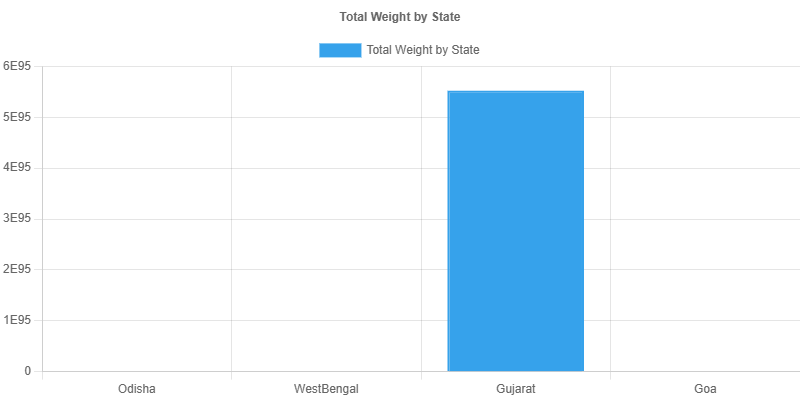 Total Weight by State
Total Weight by State
6E95
5E95
4E95
3E95
2E95
1E95
0
Odisha WestBengal Gujarat Goa